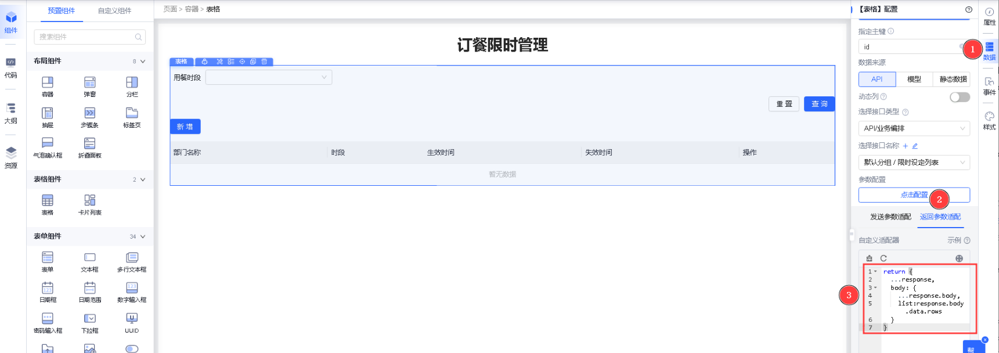 预置组件
自定义组件
页面 > 容器 > 表格
【表格】配置
组件
代码
大纲
资源
搜索组件
布局组件 8
容器
弹窗
分栏
抽屉
步骤条
标签页
气泡确认框
折叠面板
表格组件 2
表格
卡片列表
表单组件 34
表单
文本框
多行文本框
日期框
日期范围
数字输入框
密码输入框
下拉框
UUID
订餐限时管理
表格
用餐时段
重 置
查 询
新 增
部门名称
时段
生效时间
失效时间
操作
暂无数据
指定主键
id
1
数据来源
API
模型
静态数据
动态列
选择接口类型
API/业务编排
选择接口名称
默认分组 / 限时设定列表
参数配置
点击配置
2
发送参数适配
返回参数适配
自定义适配器
示例
3
1 return {
2 ...response,
3 body: {
4 ...response.body,
5 list:response.body
.data.rows
6 }
7 }
帮
属性
数据
事件
样式